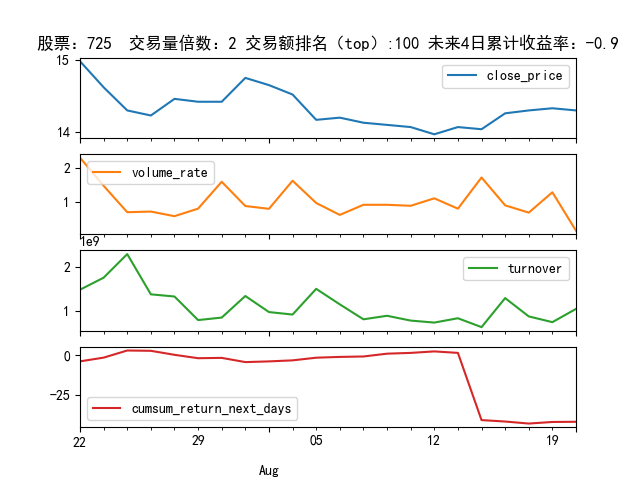 股票：725  交易量倍数：2 交易额排名（top）:100 未来4日累计收益率：-0.9
15
14
close_price
2
1
volume_rate
1e9
2
1
turnover
0
−25
cumsum_return_next_days
22 29 05 12 19
Aug